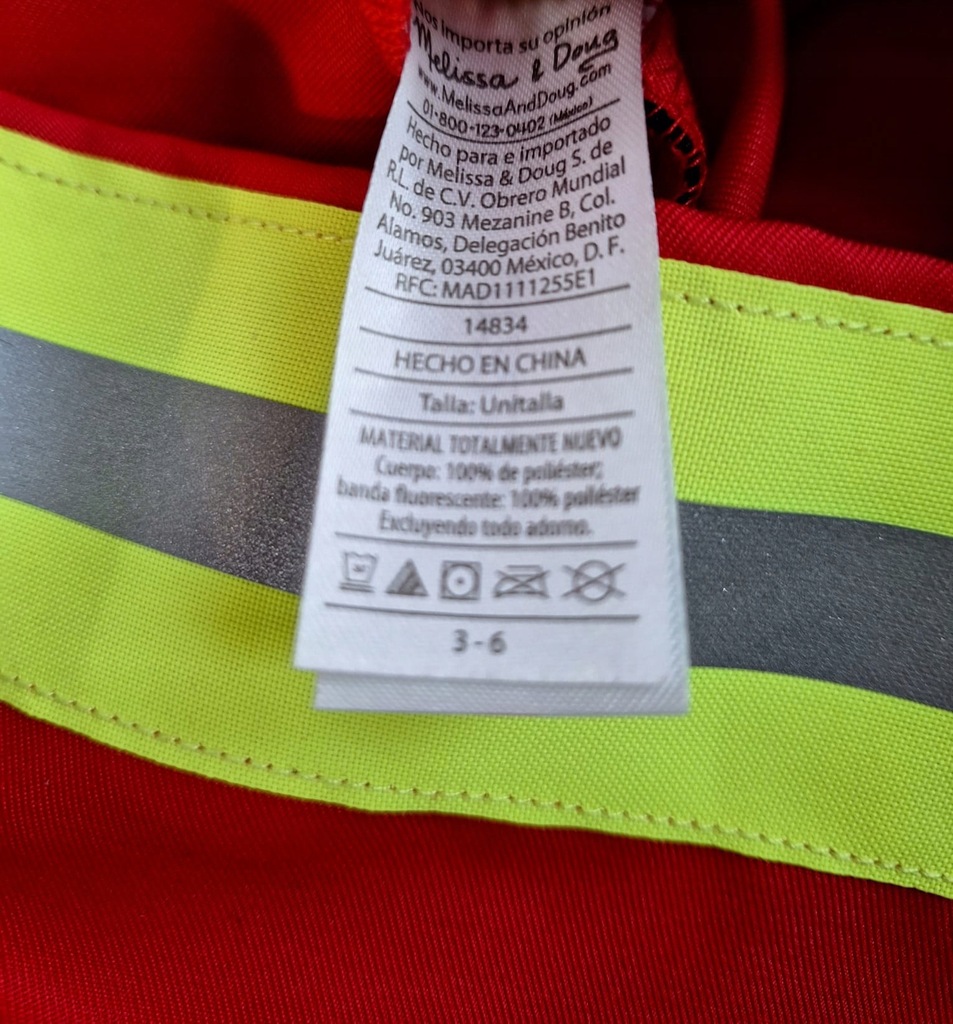 Nos importa su opinión
Melissa & Doug
www.MelissaAndDoug.com
01-800-123-0402 (México)
Hecho para e importado
por Melissa & Doug S. de
R.L. de C.V. Obrero Mundial
No. 903 Mezanine B, Col.
Alamos, Delegación Benito
Juárez, 03400 México, D. F.
RFC: MAD1111255E1
14834
HECHO EN CHINA
Talla: Unitalla
MATERIAL TOTALMENTE NUEVO
Cuerpo: 100% de poliéster;
banda fluorescente: 100% poliéster
Excluyendo todo adorno.
3 - 6